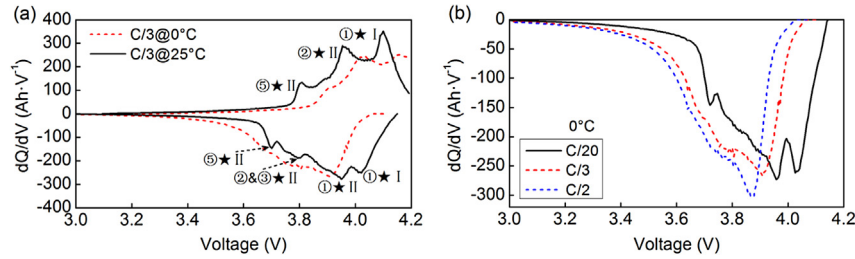 (a)
C/3@0°C
C/3@25°C
①★ I
②★ II
⑤★ II
⑤★ II
②&③★ II
①★ II
①★ I
400
300
200
100
0
-100
-200
-300
-400
dQ/dV (Ah·V⁻¹)
3.0 3.2 3.4 3.6 3.8 4.0 4.2
Voltage (V)
(b)
0
-50
-100
-150
-200
-250
-300
dQ/dV (Ah·V⁻¹)
0°C
C/20
C/3
C/2
3.0 3.2 3.4 3.6 3.8 4.0 4.2
Voltage (V)